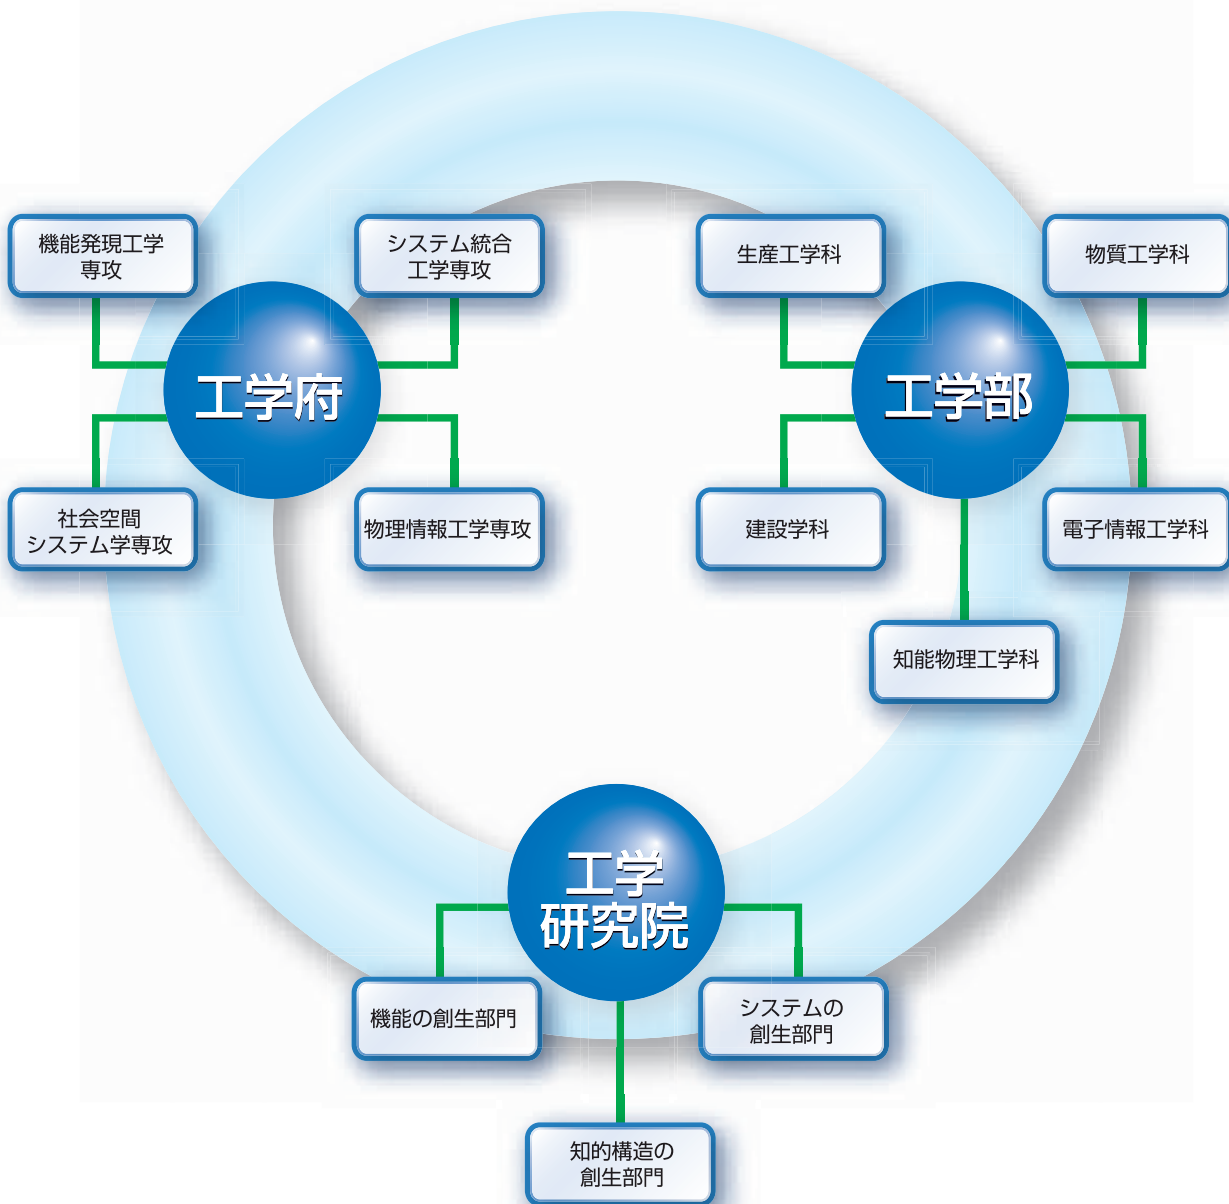 機能発現工学
専攻
システム統合
工学専攻
工学府
社会空間
システム学専攻
物理情報工学専攻
生産工学科
物質工学科
工学部
建設学科
電子情報工学科
知能物理工学科
工学
研究院
機能の創生部門
システムの
創生部門
知的構造の
創生部門